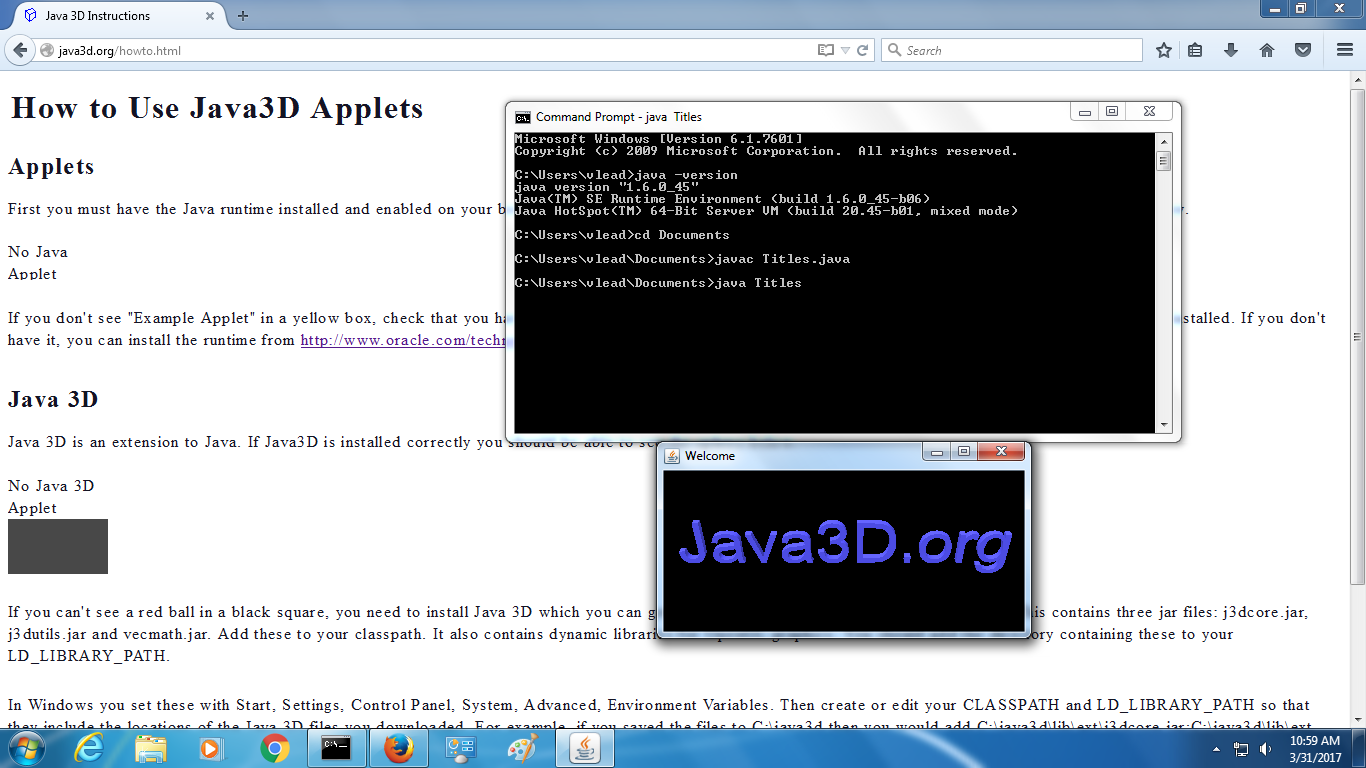 Java 3D Instructions
java3d.org/howto.html
Search
How to Use Java3D Applets
Applets
First you must have the Java runtime installed and enabled on your
No Java
Applet
If you don't see "Example Applet" in a yellow box, check that you
stalled. If you don't
have it, you can install the runtime from http://www.oracle.com/techn
Java 3D
Java 3D is an extension to Java. If Java3D is installed correctly you should be able to
No Java 3D
Applet
If you can't see a red ball in a black square, you need to install Java 3D which you can
is contains three jar files: j3dcore.jar,
j3dutils.jar and vecmath.jar. Add these to your classpath. It also contains dynamic
containing these to your
LD_LIBRARY_PATH.
In Windows you set these with Start, Settings, Control Panel, System, Advanced, Environment Variables. Then create or edit your CLASSPATH and LD_LIBRARY_PATH so that
they include the locations of the Java 3D files you downloaded. For example, if you saved the files to C:\java3d then you would add C:\java3d\lib\ext\j3dcore.jar;C:\java3d\lib\ext
Command Prompt - java Titles
Microsoft Windows [Version 6.1.7601]
Copyright (c) 2009 Microsoft Corporation. All rights reserved.
C:\Users\vlead>java -version
java version "1.6.0_45"
Java(TM) SE Runtime Environment (build 1.6.0_45-b06)
Java HotSpot(TM) 64-Bit Server VM (build 20.45-b01, mixed mode)
C:\Users\vlead>cd Documents
C:\Users\vlead\Documents>javac Titles.java
C:\Users\vlead\Documents>java Titles
Welcome
Java3D.org
10:59 AM
3/31/2017